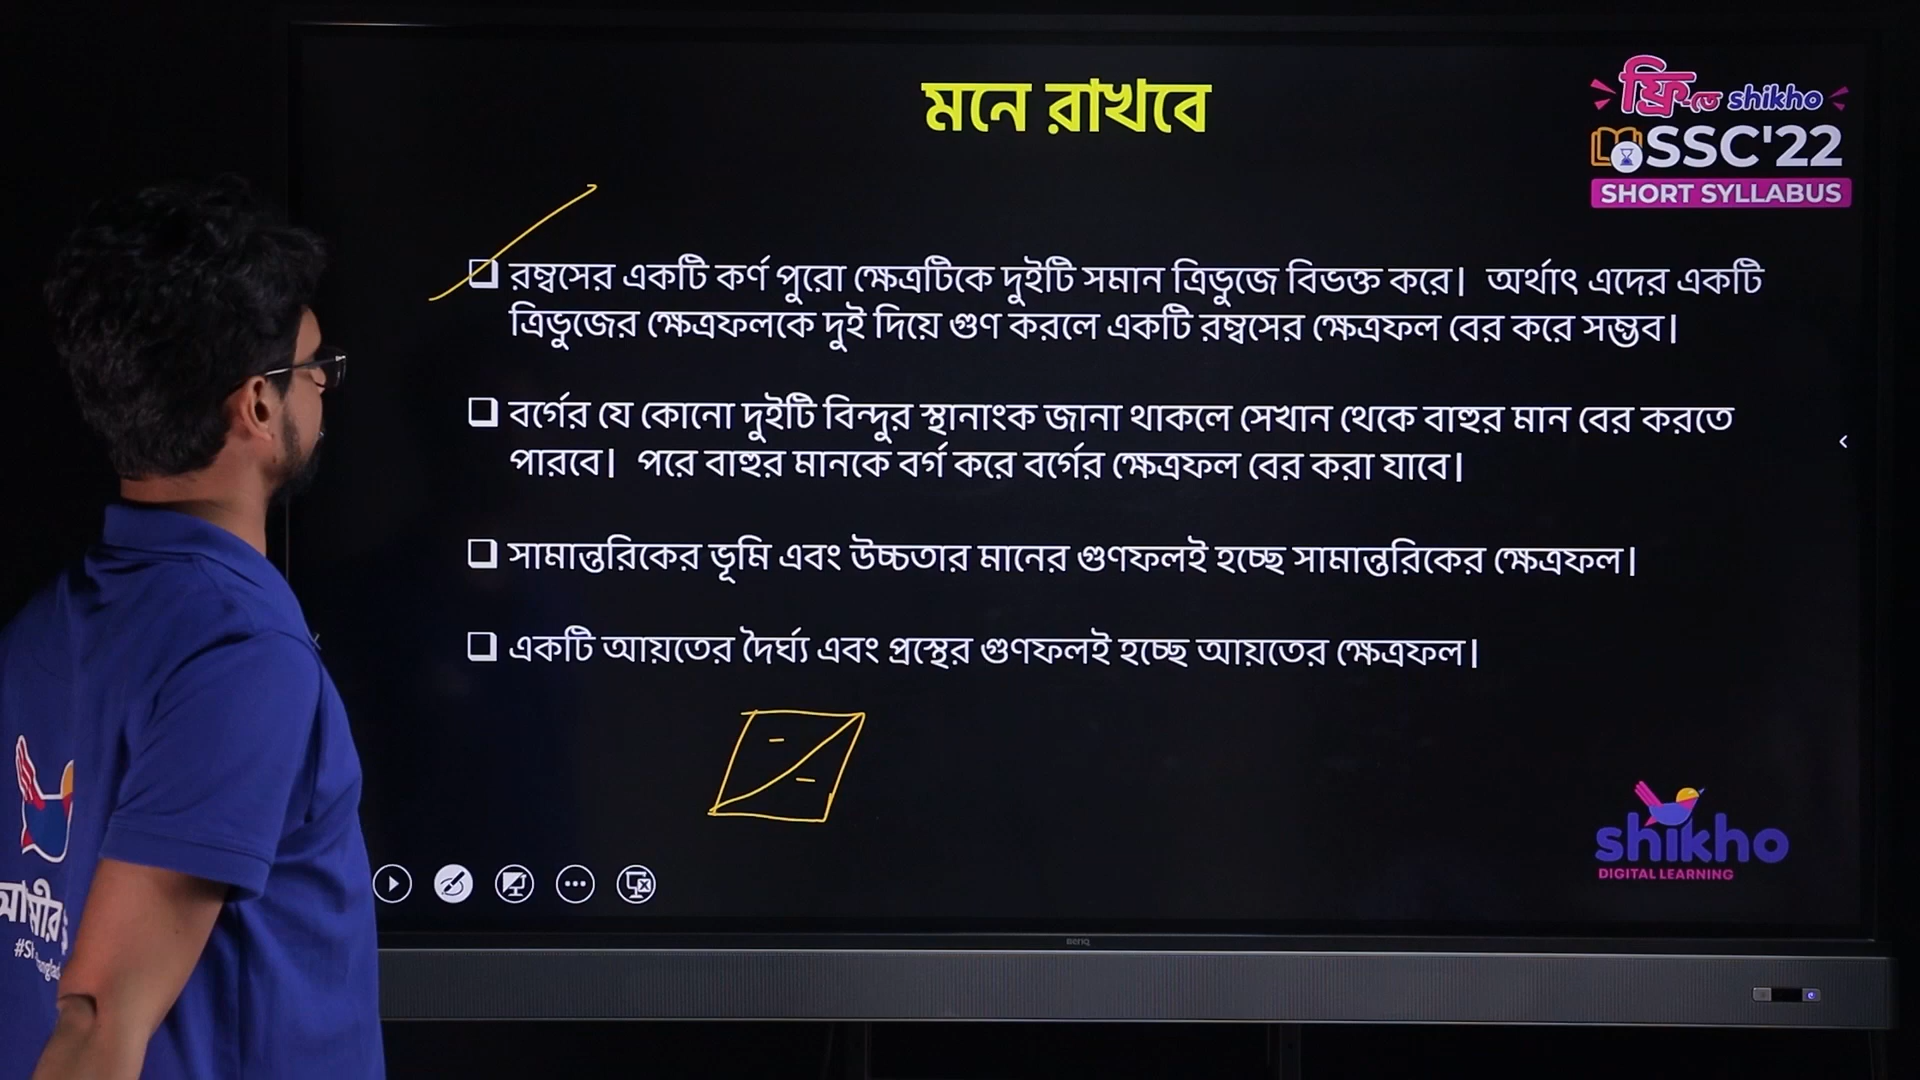 মনে রাখবে
ফ্রি-তে shikho
SSC'22
SHORT SYLLABUS
রম্বসের একটি কর্ণ পুরো ক্ষেত্রটিকে দুইটি সমান ত্রিভুজে বিভক্ত করে। অর্থাৎ এদের একটি
ত্রিভুজের ক্ষেত্রফলকে দুই দিয়ে গুণ করলে একটি রম্বসের ক্ষেত্রফল বের করে সম্ভব।
বর্গের যে কোনো দুইটি বিন্দুর স্থানাংক জানা থাকলে সেখান থেকে বাহুর মান বের করতে
পারবে। পরে বাহুর মানকে বর্গ করে বর্গের ক্ষেত্রফল বের করা যাবে।
সামান্তরিকের ভূমি এবং উচ্চতার মানের গুণফলই হচ্ছে সামান্তরিকের ক্ষেত্রফল।
একটি আয়তের দৈর্ঘ্য এবং প্রস্থের গুণফলই হচ্ছে আয়তের ক্ষেত্রফল।
shikho
DIGITAL LEARNING
BenQ